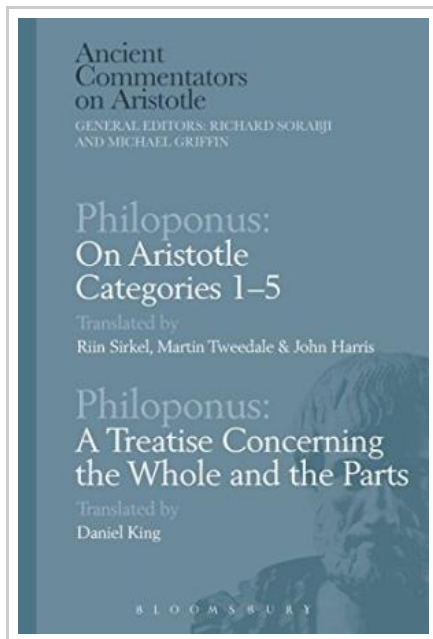 Ancient
Commentators
on Aristotle
GENERAL EDITORS: RICHARD SORABJI
AND MICHAEL GRIFFIN
Philoponus:
On Aristotle
Categories 1–5
Translated by
Riin Sirkel, Martin Tweedale & John Harris
Philoponus:
A Treatise Concerning
the Whole and the Parts
Translated by
Daniel King
BLOOMSBURY